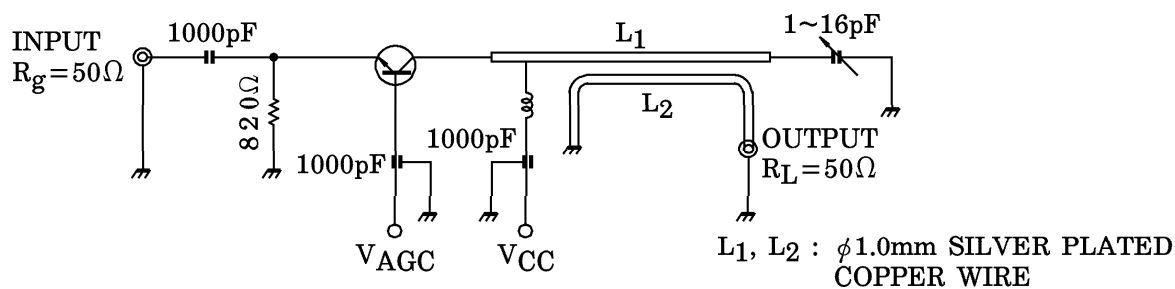 INPUT
Rg=50Ω
1000pF
820Ω
1000pF
VAGC
1000pF
VCC
L1
L2
1~16pF
OUTPUT
RL=50Ω
L1, L2 : φ1.0mm SILVER PLATED
COPPER WIRE